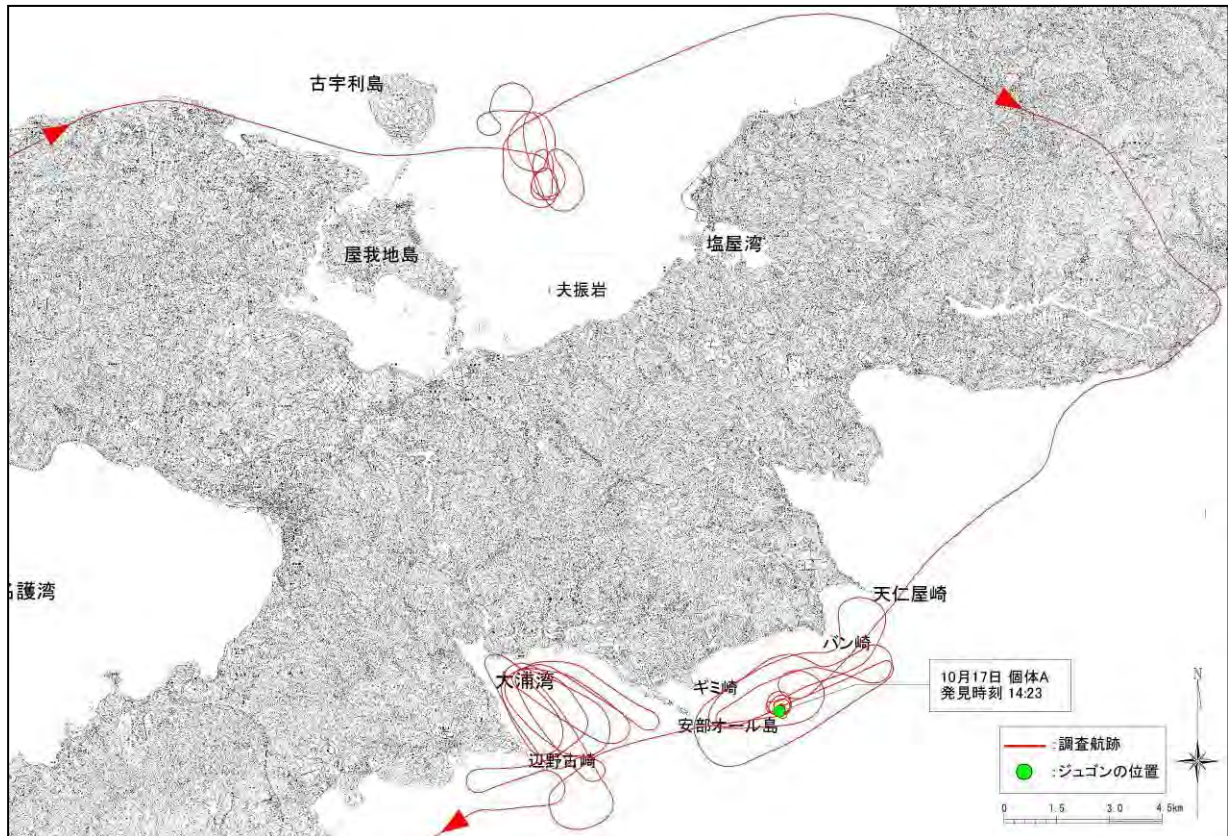 古宇利島
屋我地島
塩屋湾
夫振岩
名護湾
天仁屋崎
バン崎
10月17日 個体A
発見時刻 14:23
大浦湾
ギミ崎
安部オール島
辺野古崎
:調査航跡
:ジュゴンの位置
N
0 1.5 3.0 4.5km